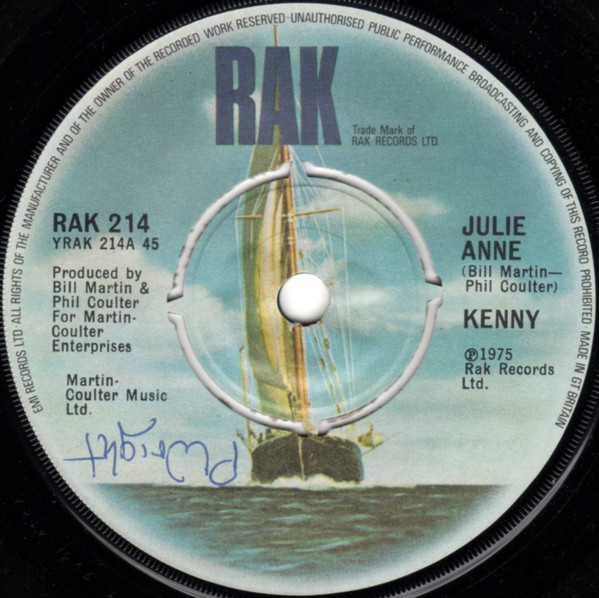 EMI RECORDS LTD·ALL RIGHTS OF THE MANUFACTURER AND OF THE OWNER OF THE RECORDED WORK RESERVED·UNAUTHORISED PUBLIC PERFORMANCE BROADCASTING AND COPYING OF THIS RECORD PROHIBITED·MADE IN GT BRITAIN
RAK
Trade Mark of
RAK RECORDS LTD.
RAK 214
YRAK 214A 45
Produced by
Bill Martin &
Phil Coulter
For Martin-
Coulter
Enterprises
Martin-
Coulter Music
Ltd.
JULIE
ANNE
(Bill Martin—
Phil Coulter)
KENNY
℗1975
Rak Records
Ltd.
PWright